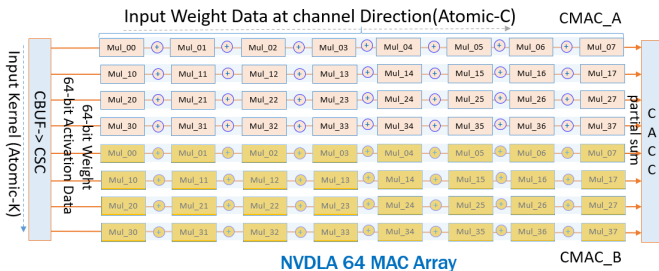 Input Weight Data at channel Direction(Atomic-C)
CMAC_A
Mul_00 + Mul_01 + Mul_02 + Mul_03 + Mul_04 + Mul_05 + Mul_06 + Mul_07
Mul_10 + Mul_11 + Mul_12 + Mul_13 + Mul_14 + Mul_15 + Mul_16 + Mul_17
Mul_20 + Mul_21 + Mul_22 + Mul_23 + Mul_24 + Mul_25 + Mul_26 + Mul_27
Mul_30 + Mul_31 + Mul_32 + Mul_33 + Mul_34 + Mul_35 + Mul_36 + Mul_37
Mul_00 + Mul_01 + Mul_02 + Mul_03 + Mul_04 + Mul_05 + Mul_06 + Mul_07
Mul_10 + Mul_11 + Mul_12 + Mul_13 + Mul_14 + Mul_15 + Mul_16 + Mul_17
Mul_20 + Mul_21 + Mul_22 + Mul_23 + Mul_24 + Mul_25 + Mul_26 + Mul_27
Mul_30 + Mul_31 + Mul_32 + Mul_33 + Mul_34 + Mul_35 + Mul_36 + Mul_37
Input Kernel (Atomic-K)
CBUF-> CSC
64-bit Activation Data
64-bit Weight
partial sum
CACC
CMAC_B
NVDLA 64 MAC Array